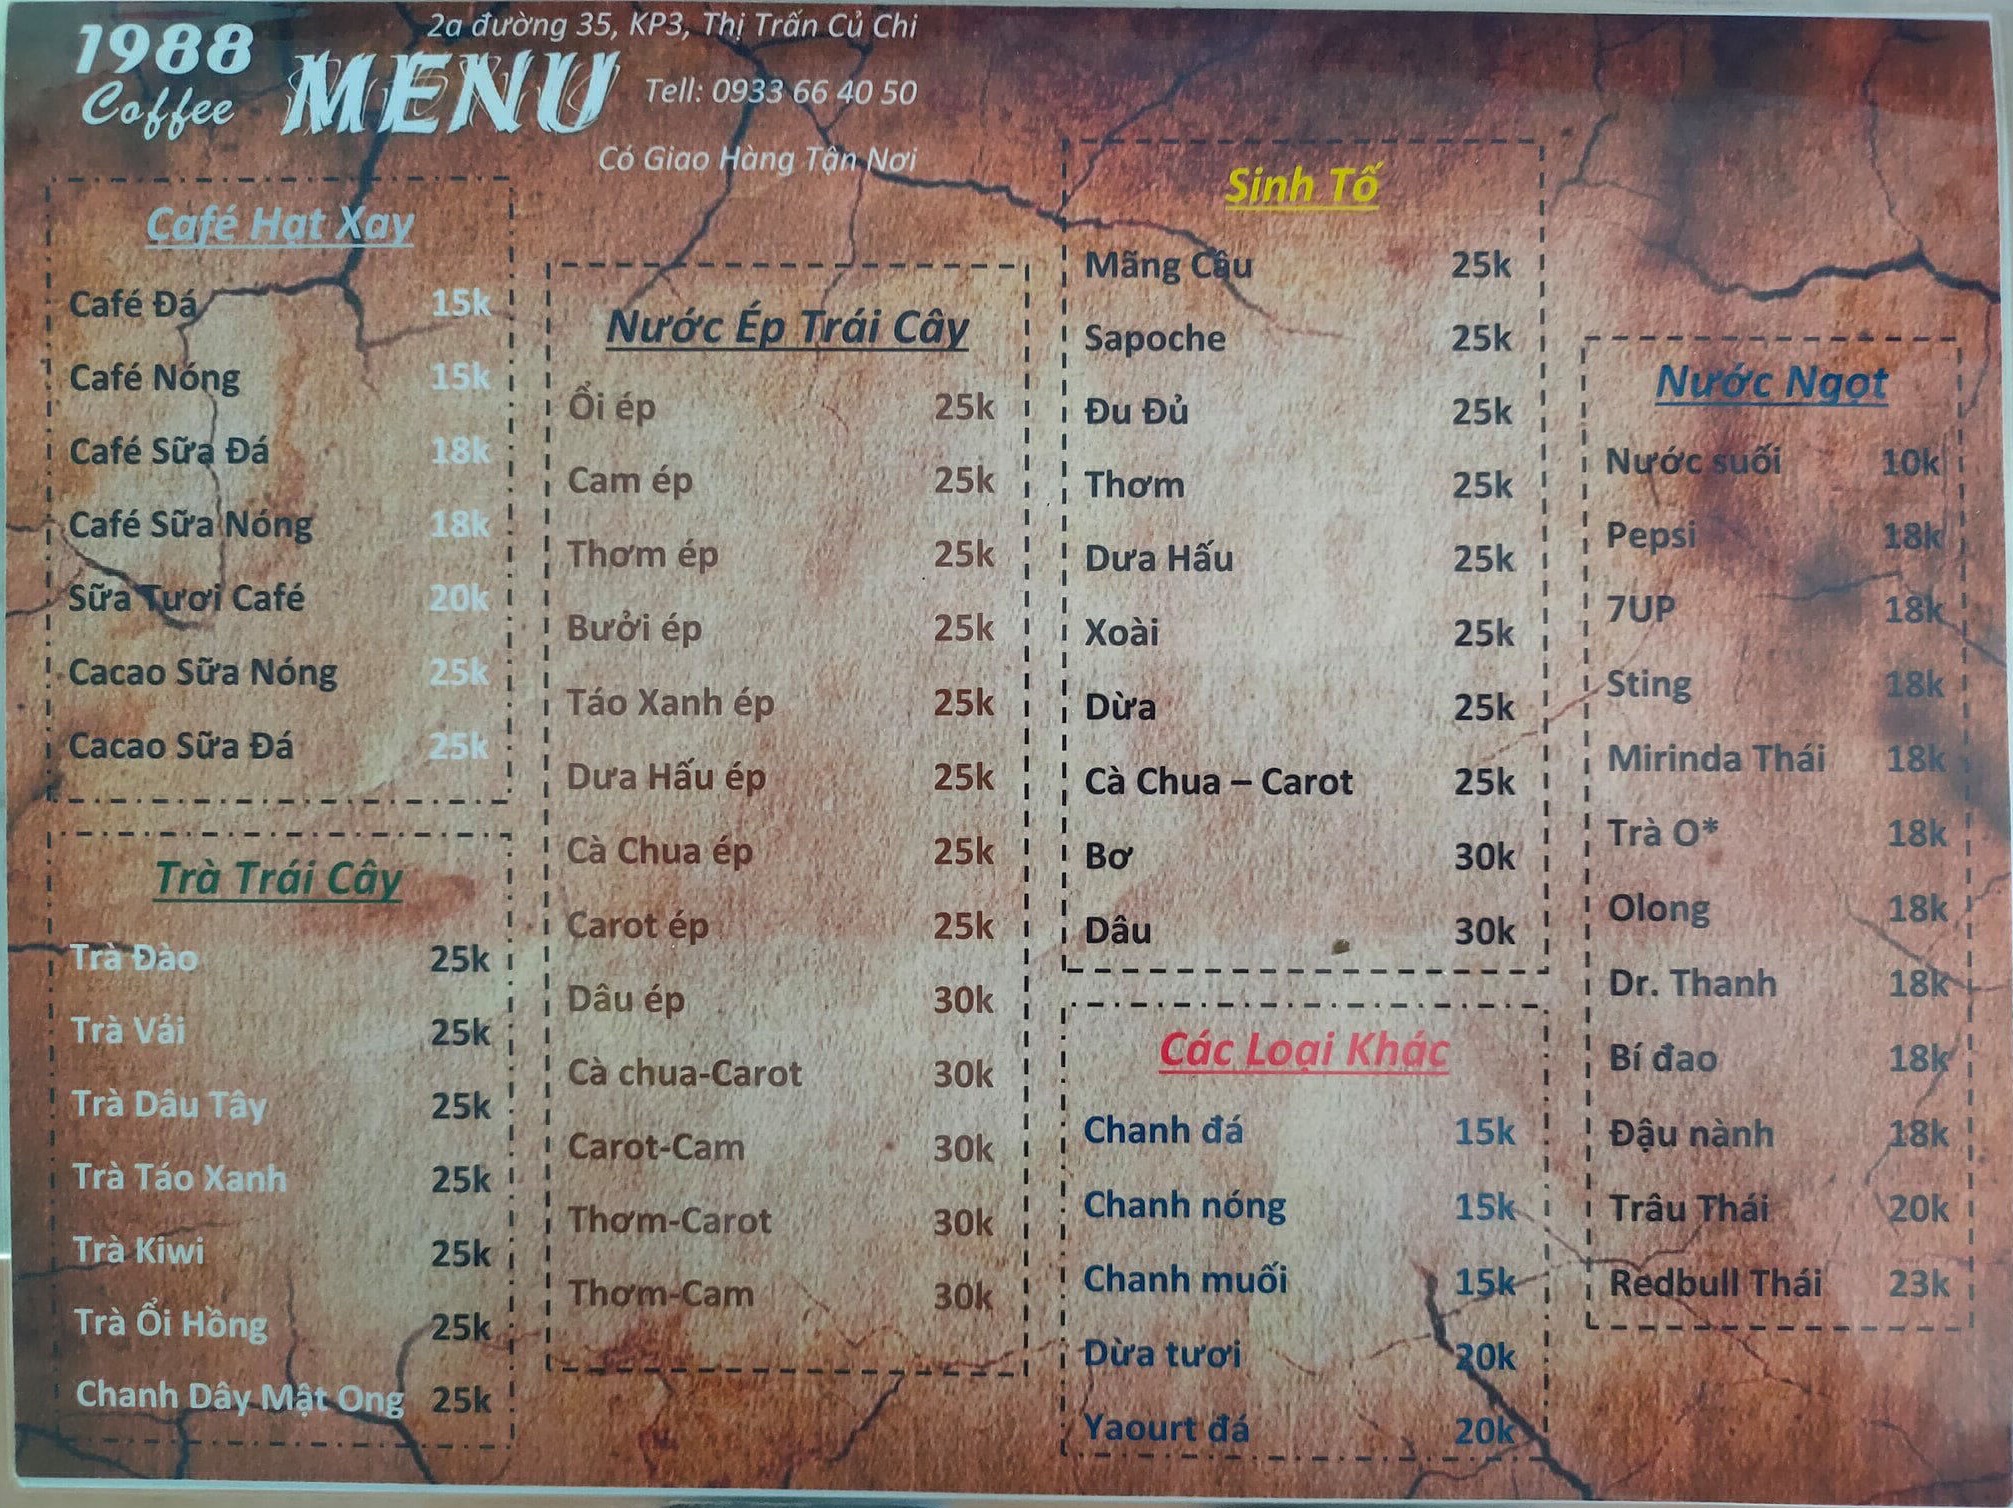 1988
Coffee
MENU
2a đường 35, KP3, Thị Trấn Củ Chi
Tell: 0933 66 40 50
Có Giao Hàng Tận Nơi
Café Hạt Xay
Café Đá 15k
Café Nóng 15k
Café Sữa Đá 18k
Café Sữa Nóng 18k
Sữa Tươi Café 20k
Cacao Sữa Nóng 25k
Cacao Sữa Đá 25k
Trà Trái Cây
Trà Đào 25k
Trà Vải 25k
Trà Dâu Tây 25k
Trà Táo Xanh 25k
Trà Kiwi 25k
Trà Ổi Hồng 25k
Chanh Dây Mật Ong 25k
Nước Ép Trái Cây
Ổi ép 25k
Cam ép 25k
Thơm ép 25k
Bưởi ép 25k
Táo Xanh ép 25k
Dưa Hấu ép 25k
Cà Chua ép 25k
Carot ép 25k
Dâu ép 30k
Cà chua-Carot 30k
Carot-Cam 30k
Thơm-Carot 30k
Thơm-Cam 30k
Sinh Tố
Mãng Cầu 25k
Sapoche 25k
Đu Đủ 25k
Thơm 25k
Dưa Hấu 25k
Xoài 25k
Dừa 25k
Cà Chua – Carot 25k
Bơ 30k
Dâu 30k
Các Loại Khác
Chanh đá 15k
Chanh nóng 15k
Chanh muối 15k
Dừa tươi 20k
Yaourt đá 20k
Nước Ngọt
Nước suối 10k
Pepsi 18k
7UP 18k
Sting 18k
Mirinda Thái 18k
Trà O* 18k
Olong 18k
Dr. Thanh 18k
Bí đao 18k
Đậu nành 18k
Trâu Thái 20k
Redbull Thái 23k